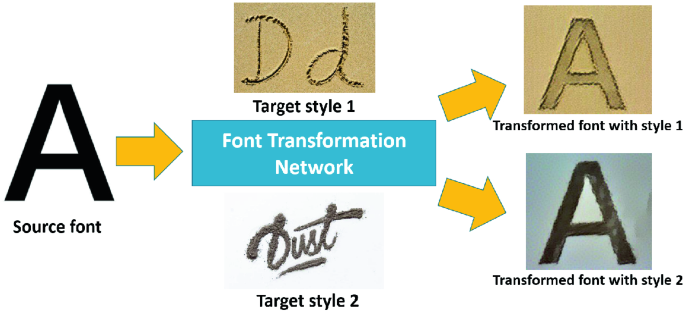 A
Source font
D d
Target style 1
Font Transformation
Network
Dust
Target style 2
A
Transformed font with style 1
A
Transformed font with style 2